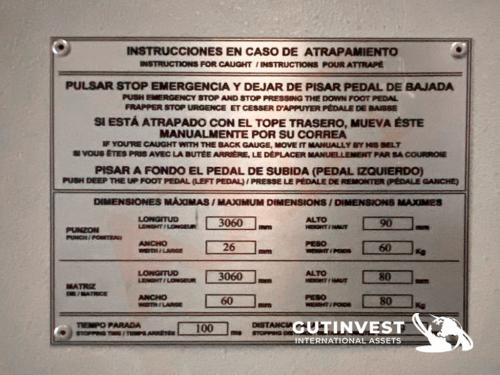 INSTRUCCIONES EN CASO DE ATRAPAMIENTO
INSTRUCTIONS FOR CAUGHT / INSTRUCTIONS POUR ATTRAPÉ
PULSAR STOP EMERGENCIA Y DEJAR DE PISAR PEDAL DE BAJADA
PUSH EMERGENCY STOP AND STOP PRESSING THE DOWN FOOT PEDAL
FRAPPER STOP URGENCE ET CESSER D'APPUYER PÉDALE DE BAISSE
SI ESTÁ ATRAPADO CON EL TOPE TRASERO, MUEVA ÉSTE
MANUALMENTE POR SU CORREA
IF YOU'RE CAUGHT WITH THE BACK GAUGE, MOVE IT MANUALLY BY HIS BELT
SI VOUS ÊTES PRIS AVEC LA BUTÉE ARRIÈRE, LE DÉPLACER MANUELLEMENT PAR SA COURROIE
PISAR A FONDO EL PEDAL DE SUBIDA (PEDAL IZQUIERDO)
PUSH DEEP THE UP FOOT PEDAL (LEFT PEDAL) / PRESSE LE PÉDALE DE REMONTER (PÉDALE GANCHE)
DIMENSIONES MÁXIMAS / MAXIMUM DIMENSIONS / DIMENSIONS MAXIMES
PUNZON
PUNCH / POINTEAU
LONGITUD
LENGHT / LONGEUR
3060 mm
ALTO
HEIGHT / HAUT
90 mm
ANCHO
WIDTH / LARGE
26 mm
PESO
WEIGHT / POIDS
60 Kg
MATRIZ
DIE / MATRICE
LONGITUD
LENGHT / LONGEUR
3060 mm
ALTO
HEIGHT / HAUT
80 mm
ANCHO
WIDTH / LARGE
60 mm
PESO
WEIGHT / POIDS
80 Kg
TIEMPO PARADA
STOPPING TIME / TEMPS ARRÊTÉE
100 ms
DISTANCIA
STOPPING
GUTINVEST
INTERNATIONAL ASSETS